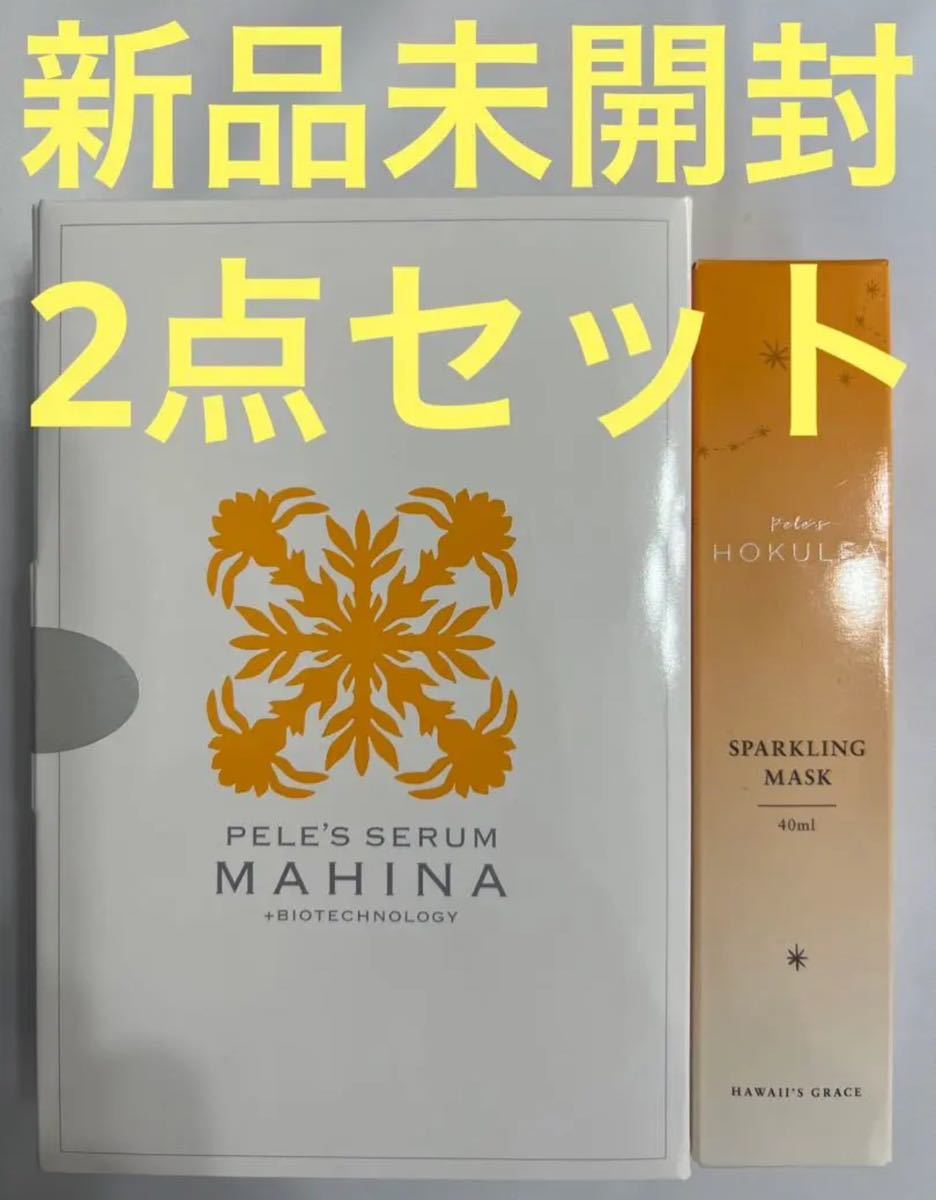 新品未開封
2点セット
PELE'S SERUM
MAHINA
+BIOTECHNOLOGY
Pele's
HOKULEA
SPARKLING
MASK
40ml
HAWAII'S GRACE